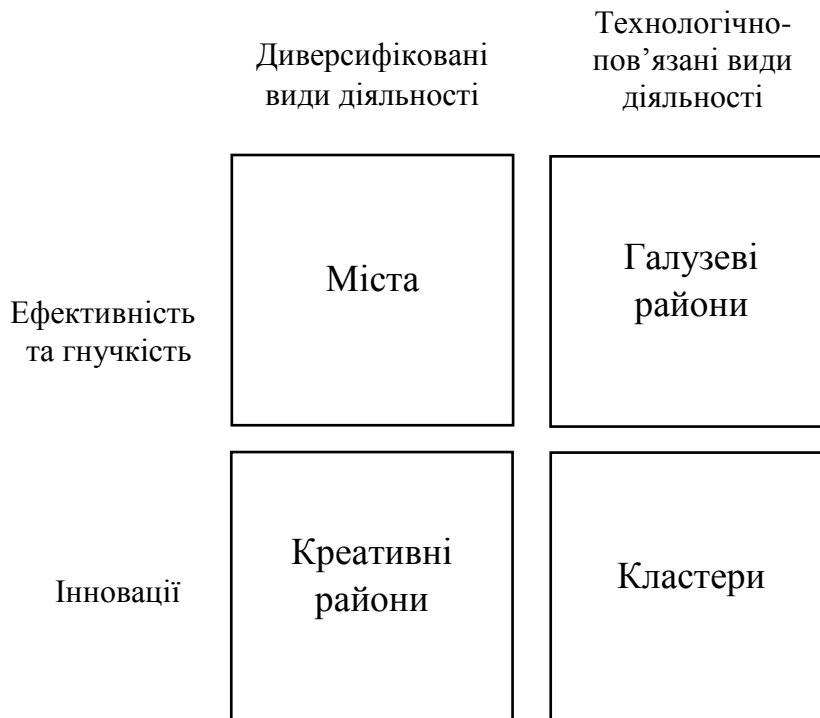 Диверсифіковані
види діяльності
Технологічно-
пов’язані види
діяльності
Ефективність
та гнучкість
Міста
Галузеві
райони
Інновації
Креативні
райони
Кластери